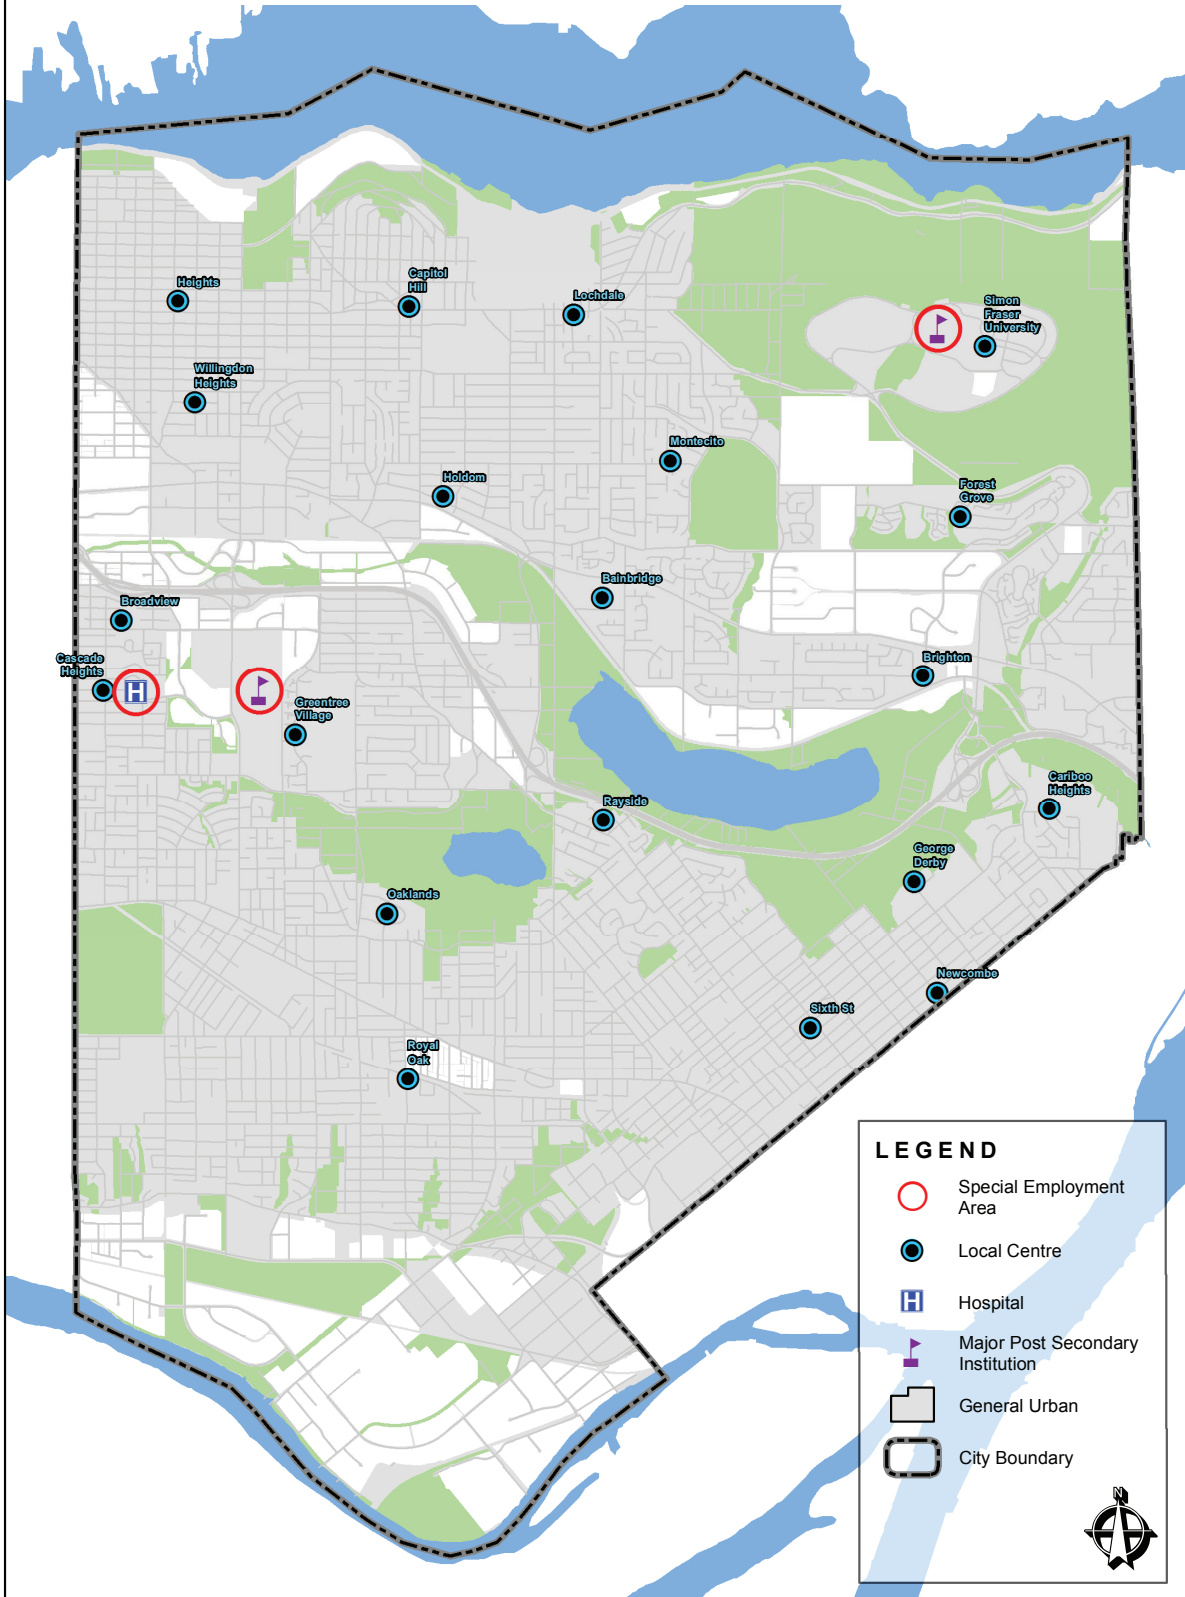 Heights
Capitol
Hill
Lochdale
Simon
Fraser
University
Willingdon
Heights
Montecito
Holdom
Forest
Grove
Bainbridge
Broadview
Cascade
Heights
H
Brighton
Greentree
Village
Cariboo
Heights
Rayside
George
Derby
Oaklands
Newcombe
Sixth St
Royal
Oak
LEGEND
Special Employment
Area
Local Centre
H
Hospital
Major Post Secondary
Institution
General Urban
City Boundary
N